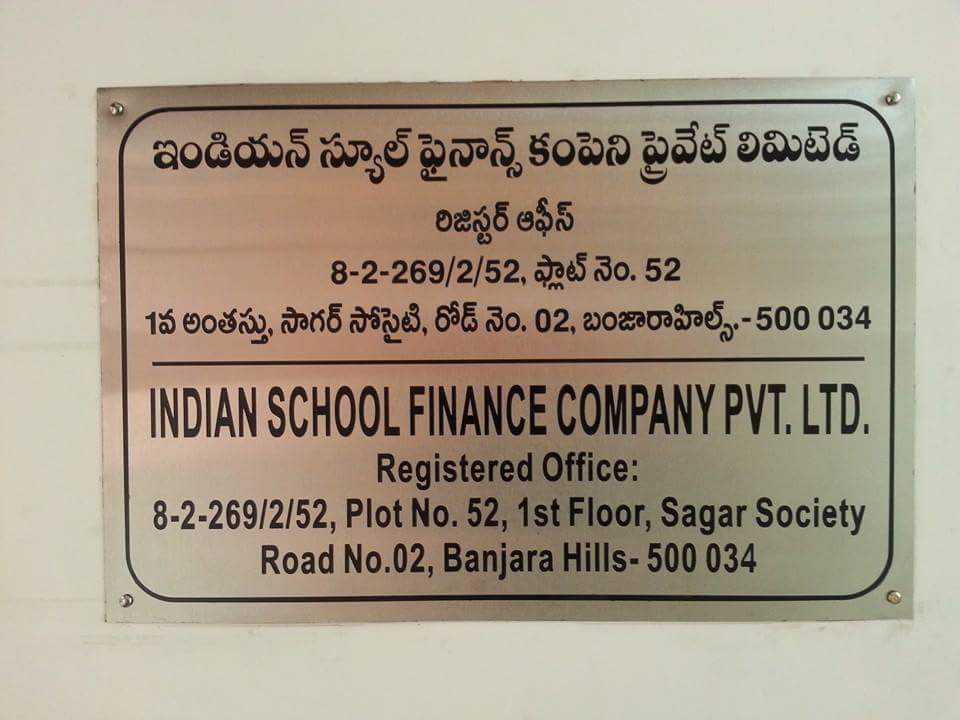 ఇండియన్ స్యూల్ ఫైనాన్స్ కంపెని ప్రైవేట్ లిమిటెడ్
రిజిస్టర్ ఆఫీస్
8-2-269/2/52, ఫ్లాట్ నెం. 52
1వ అంతస్తు, సాగర్ సోసైటి, రోడ్ నెం. 02, బంజారాహిల్స్.- 500 034
INDIAN SCHOOL FINANCE COMPANY PVT. LTD.
Registered Office:
8-2-269/2/52, Plot No. 52, 1st Floor, Sagar Society
Road No.02, Banjara Hills- 500 034